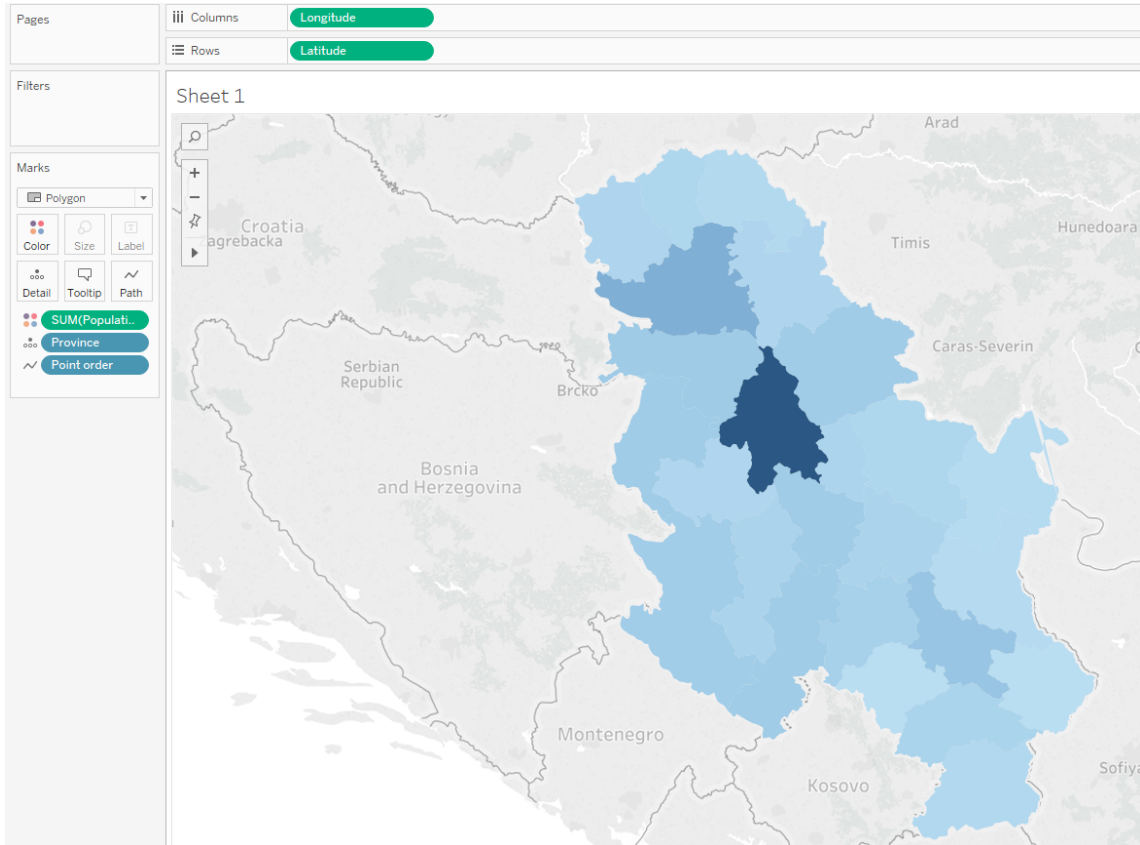 Pages
Columns
Longitude
Rows
Latitude
Filters
Sheet 1
Marks
Polygon
Color
Size
Label
Detail
Tooltip
Path
SUM(Populati..
Province
Point order
Arad
Croatia
Zagrebacka
Timis
Hunedoara
Caras-Severin
Serbian
Republic
Brcko
Bosnia
and Herzegovina
Montenegro
Kosovo
Sofiya